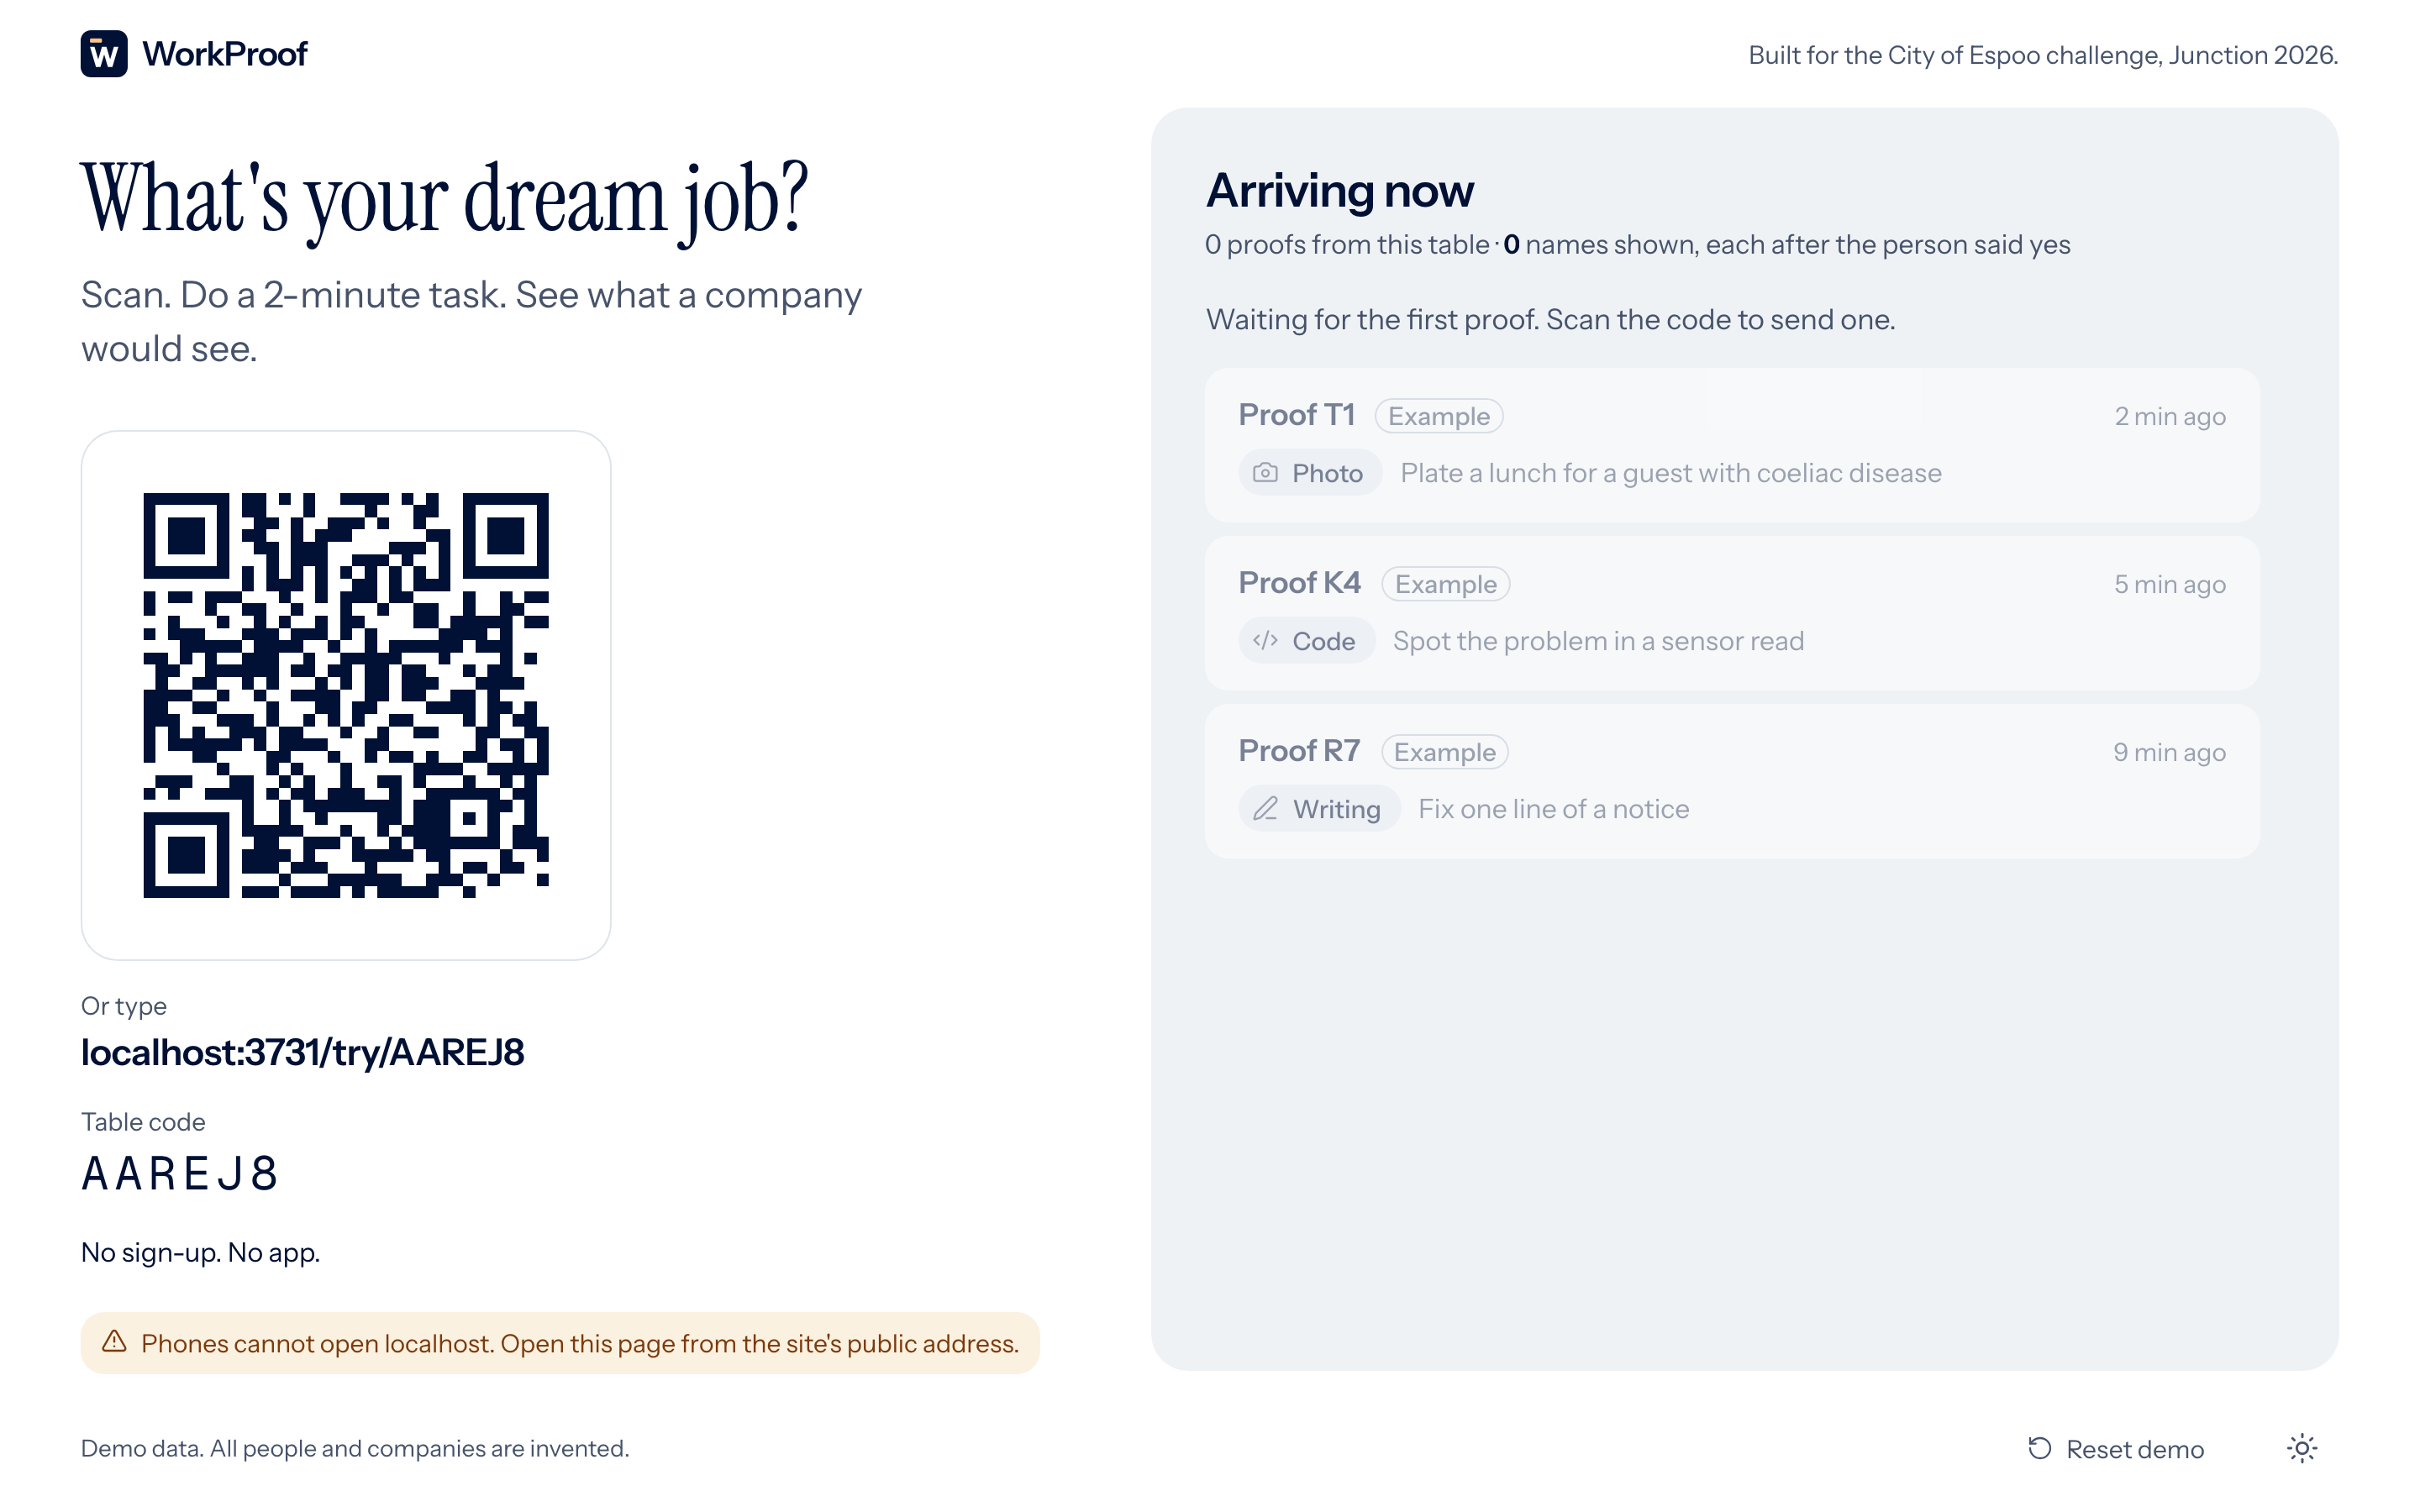 WorkProof
Built for the City of Espoo challenge, Junction 2026.
What's your dream job?
Scan. Do a 2-minute task. See what a company
would see.
Or type
localhost:3731/try/AAREJ8
Table code
AAREJ8
No sign-up. No app.
Phones cannot open localhost. Open this page from the site's public address.
Arriving now
0 proofs from this table · 0 names shown, each after the person said yes
Waiting for the first proof. Scan the code to send one.
Proof T1 Example 2 min ago
Photo Plate a lunch for a guest with coeliac disease
Proof K4 Example 5 min ago
Code Spot the problem in a sensor read
Proof R7 Example 9 min ago
Writing Fix one line of a notice
Demo data. All people and companies are invented.
Reset demo